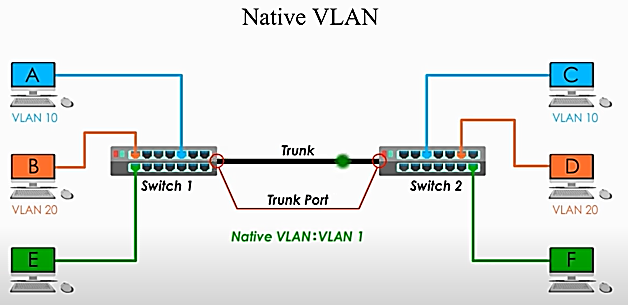 Native VLAN
A
VLAN 10
B
VLAN 20
E
Switch 1
Trunk
Trunk Port
Native VLAN:VLAN 1
Switch 2
C
VLAN 10
D
VLAN 20
F